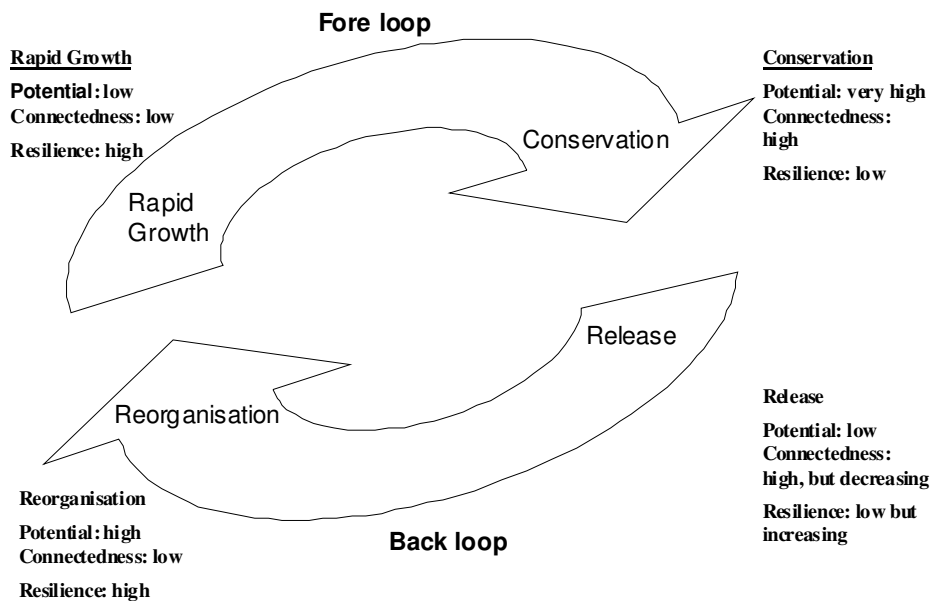 Fore loop
Rapid Growth
Potential: low
Connectedness: low
Resilience: high
Conservation
Potential: very high
Connectedness:
high
Resilience: low
Conservation
Rapid
Growth
Release
Reorganisation
Release
Potential: low
Connectedness:
high, but decreasing
Resilience: low but
increasing
Reorganisation
Potential: high
Connectedness: low
Resilience: high
Back loop